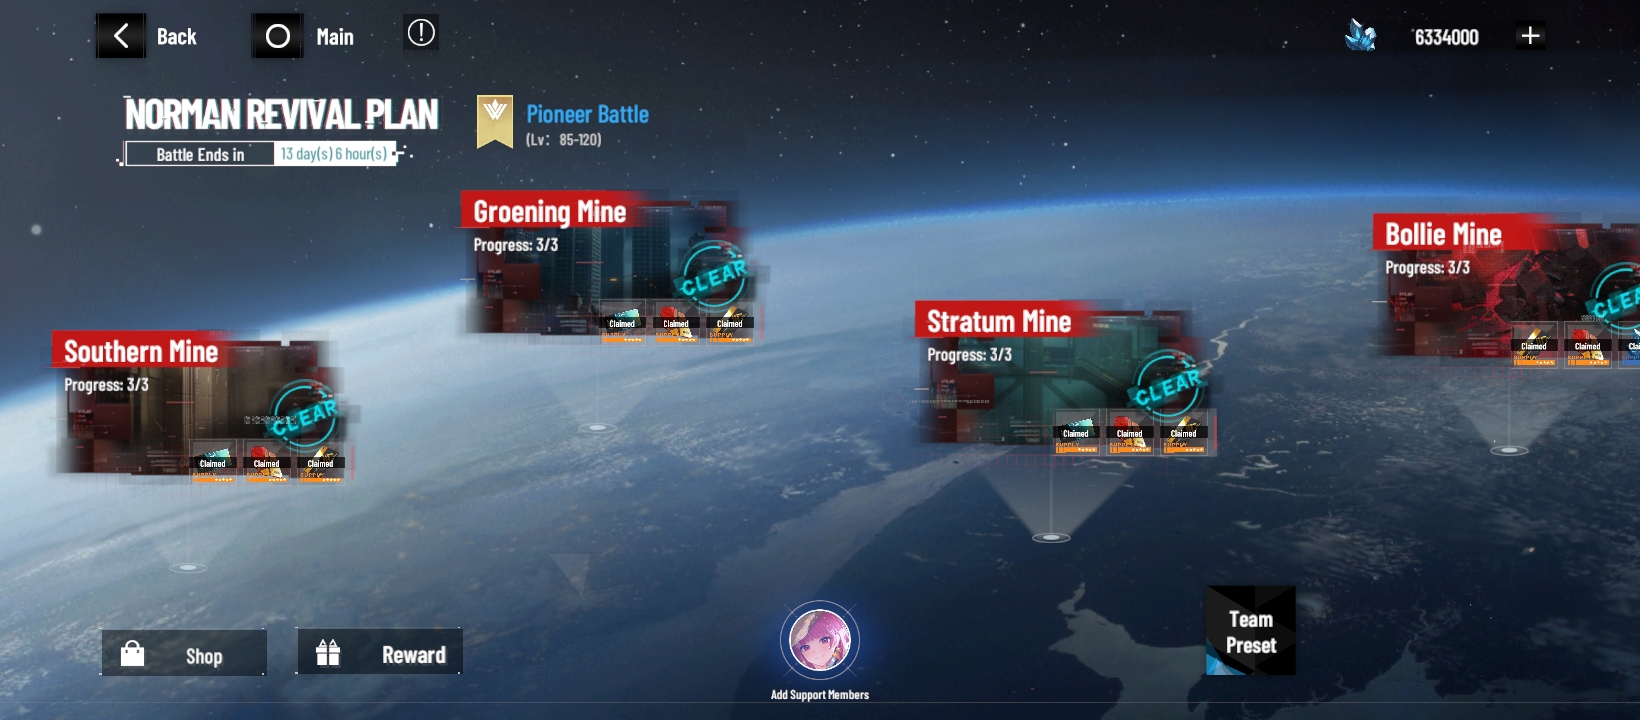 Back
Main
6334000
NORMAN REVIVAL PLAN
Pioneer Battle
(Lv: 85-120)
Battle Ends in
13 day(s) 6 hour(s)
Groening Mine
Progress: 3/3
CLEAR
Claimed
Claimed
Claimed
Bollie Mine
Progress: 3/3
CLEA
Claimed
Claimed
Clai
Stratum Mine
Progress: 3/3
CLEAR
Claimed
Claimed
Claimed
Southern Mine
Progress: 3/3
CLEAR
Claimed
Claimed
Claimed
Shop
Reward
Add Support Members
Team
Preset